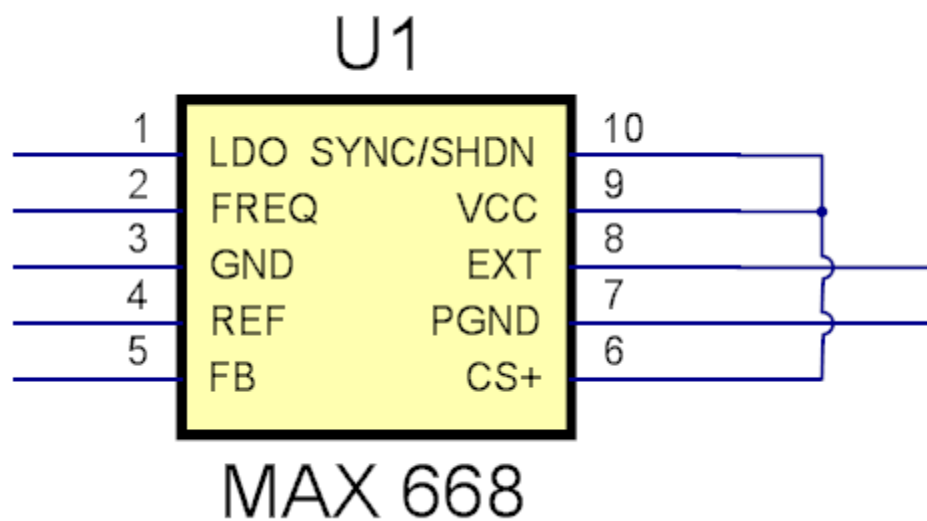 U1
1 LDO SYNC/SHDN 10
2 FREQ VCC 9
3 GND EXT 8
4 REF PGND 7
5 FB CS+ 6
MAX 668